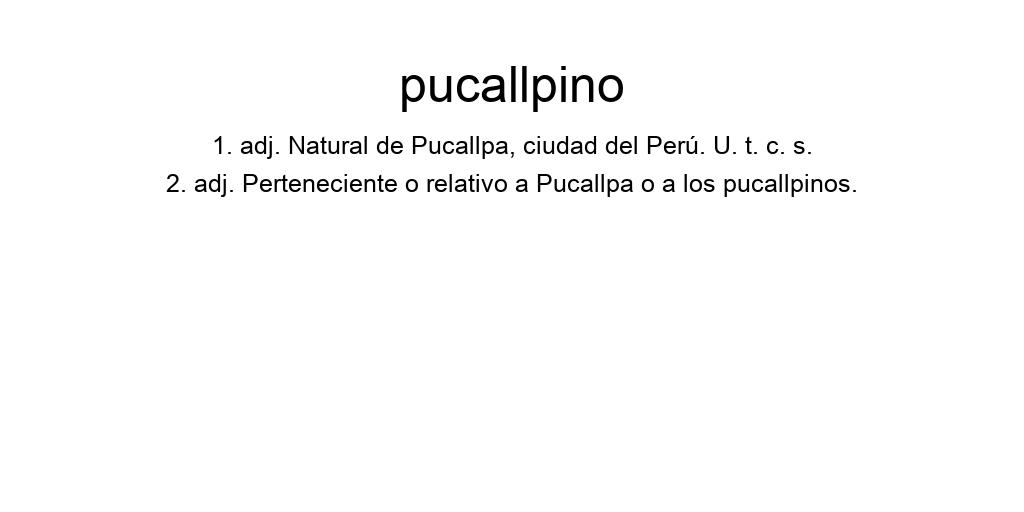 pucallpino
1. adj. Natural de Pucallpa, ciudad del Perú. U. t. c. s.
2. adj. Perteneciente o relativo a Pucallpa o a los pucallpinos.